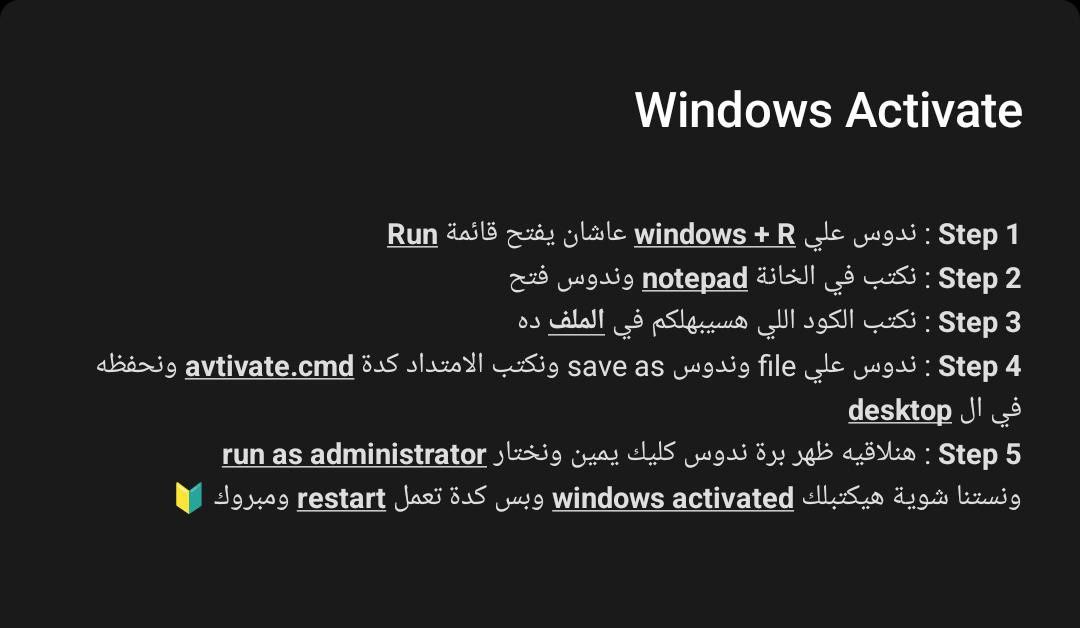 Windows Activate
Step 1 : ندوس علي windows + R عاشان يفتح قائمة Run
Step 2 : نكتب في الخانة notepad وندوس فتح
Step 3 : نكتب الكود اللي هسيبهلكم في الملف ده
Step 4 : ندوس علي file وندوس save as ونكتب الامتداد كدة avtivate.cmd ونحفظه
في ال desktop
Step 5 : هنلاقيه ظهر برة ندوس كليك يمين ونختار run as administrator
ونستنا شوية هيكتبلك windows activated وبس كدة تعمل restart ومبروك 🔰